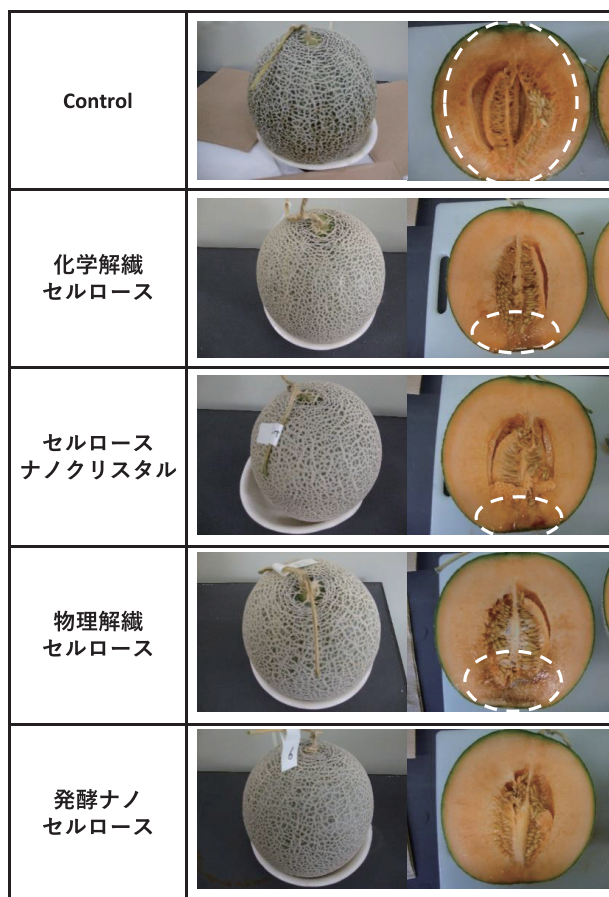 Control
化学解繊
セルロース
セルロース
ナノクリスタル
物理解繊
セルロース
発酵ナノ
セルロース